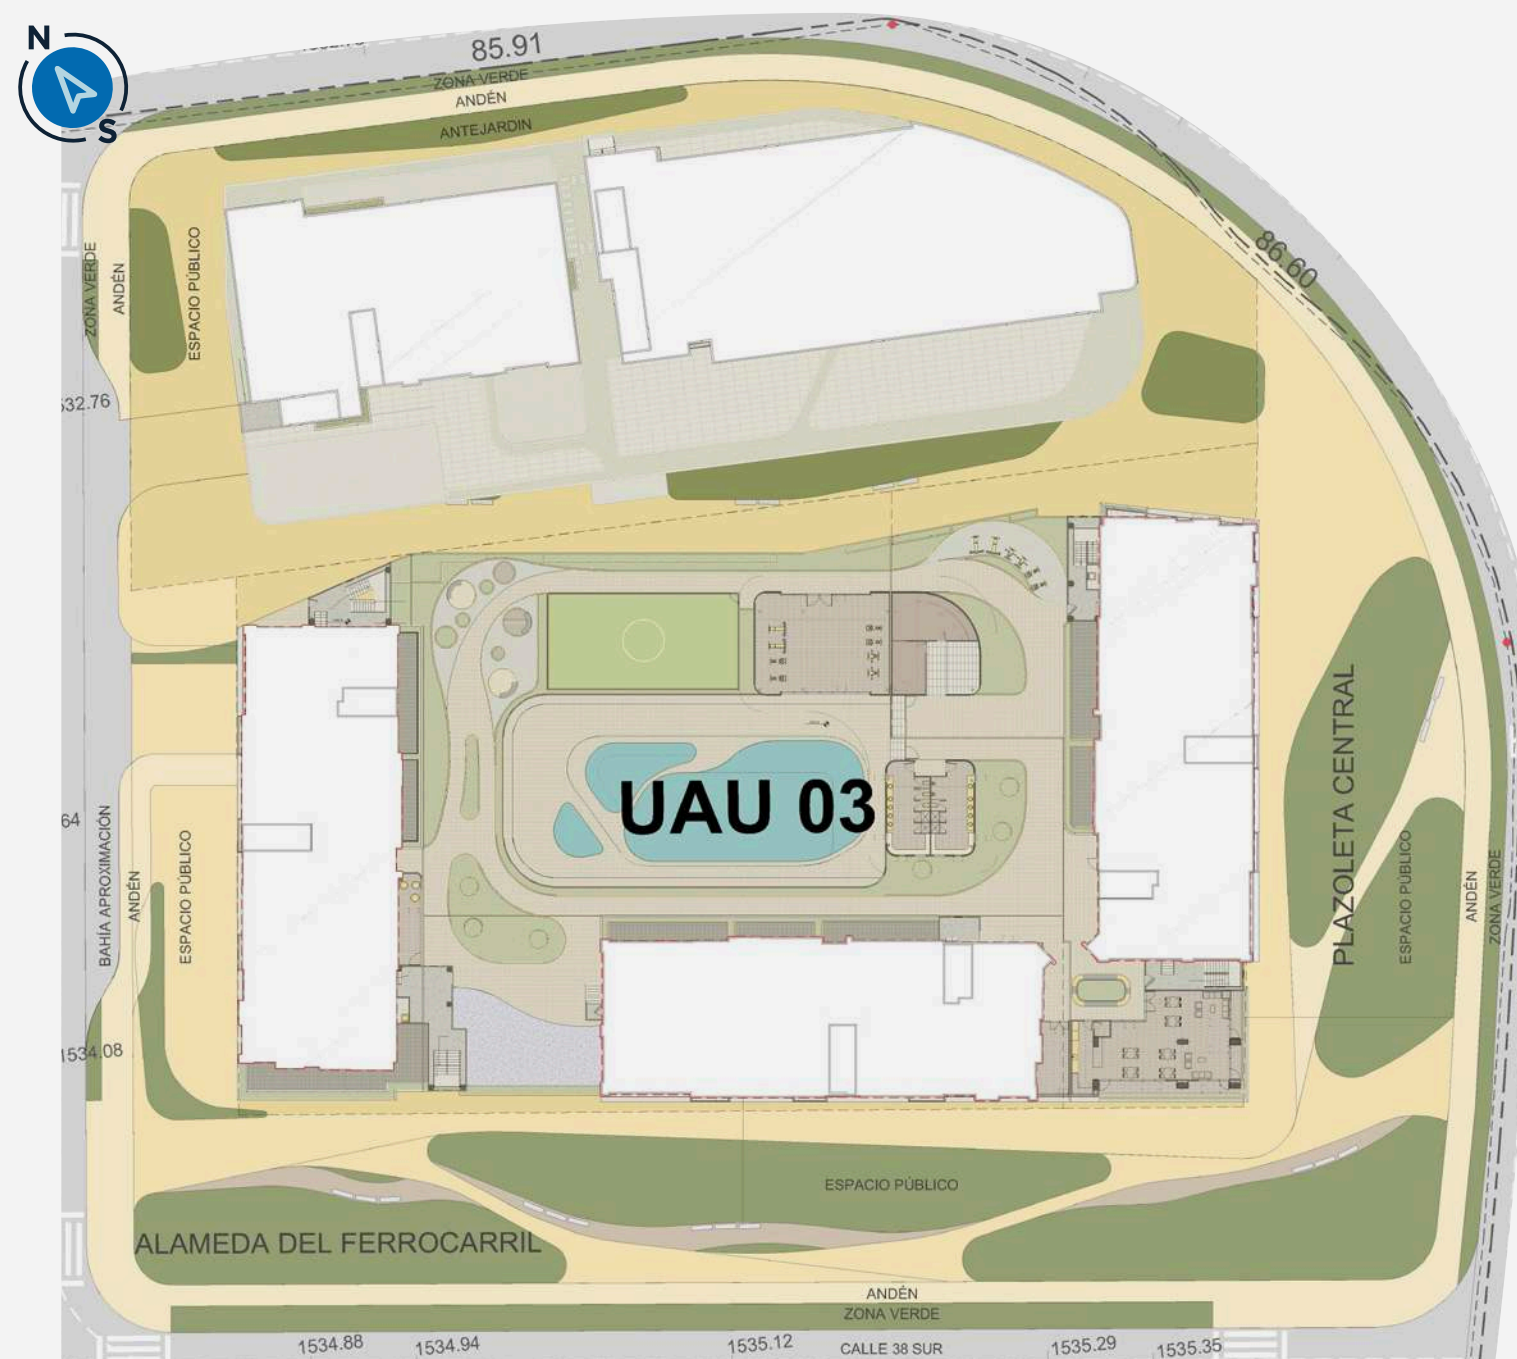 N
S
85.91
ZONA VERDE
ANDÉN
ANTEJARDIN
86.60
ZONA VERDE
ANDÉN
ESPACIO PÚBLICO
532.76
64
BAHÍA APROXIMACIÓN
ANDÉN
ESPACIO PÚBLICO
1534.08
UAU 03
PLAZOLETA CENTRAL
ESPACIO PÚBLICO
ANDÉN
ZONA VERDE
ESPACIO PÚBLICO
ALAMEDA DEL FERROCARRIL
ANDÉN
ZONA VERDE
1534.88
1534.94
1535.12
CALLE 38 SUR
1535.29
1535.35